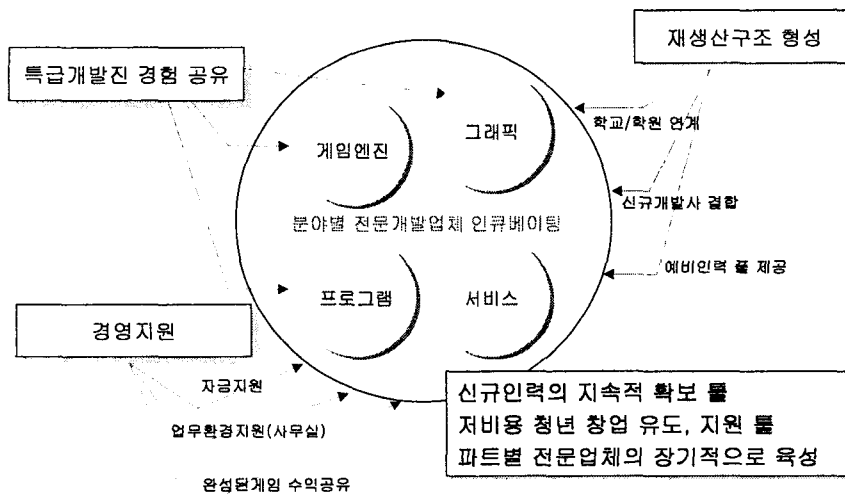 재생산구조 형성
특급개발진 경험 공유
그래픽
학교/학원 연계
게임엔진
신규개발사 결합
분야별 전문개발업체 인큐베이팅
예비인력 풀 제공
프로그램
서비스
경영지원
자금지원
업무환경지원(사무실)
완성된게임 수익공유
신규인력의 지속적 확보 툴
저비용 청년 창업 유도, 지원 툴
파트별 전문업체의 장기적으로 육성